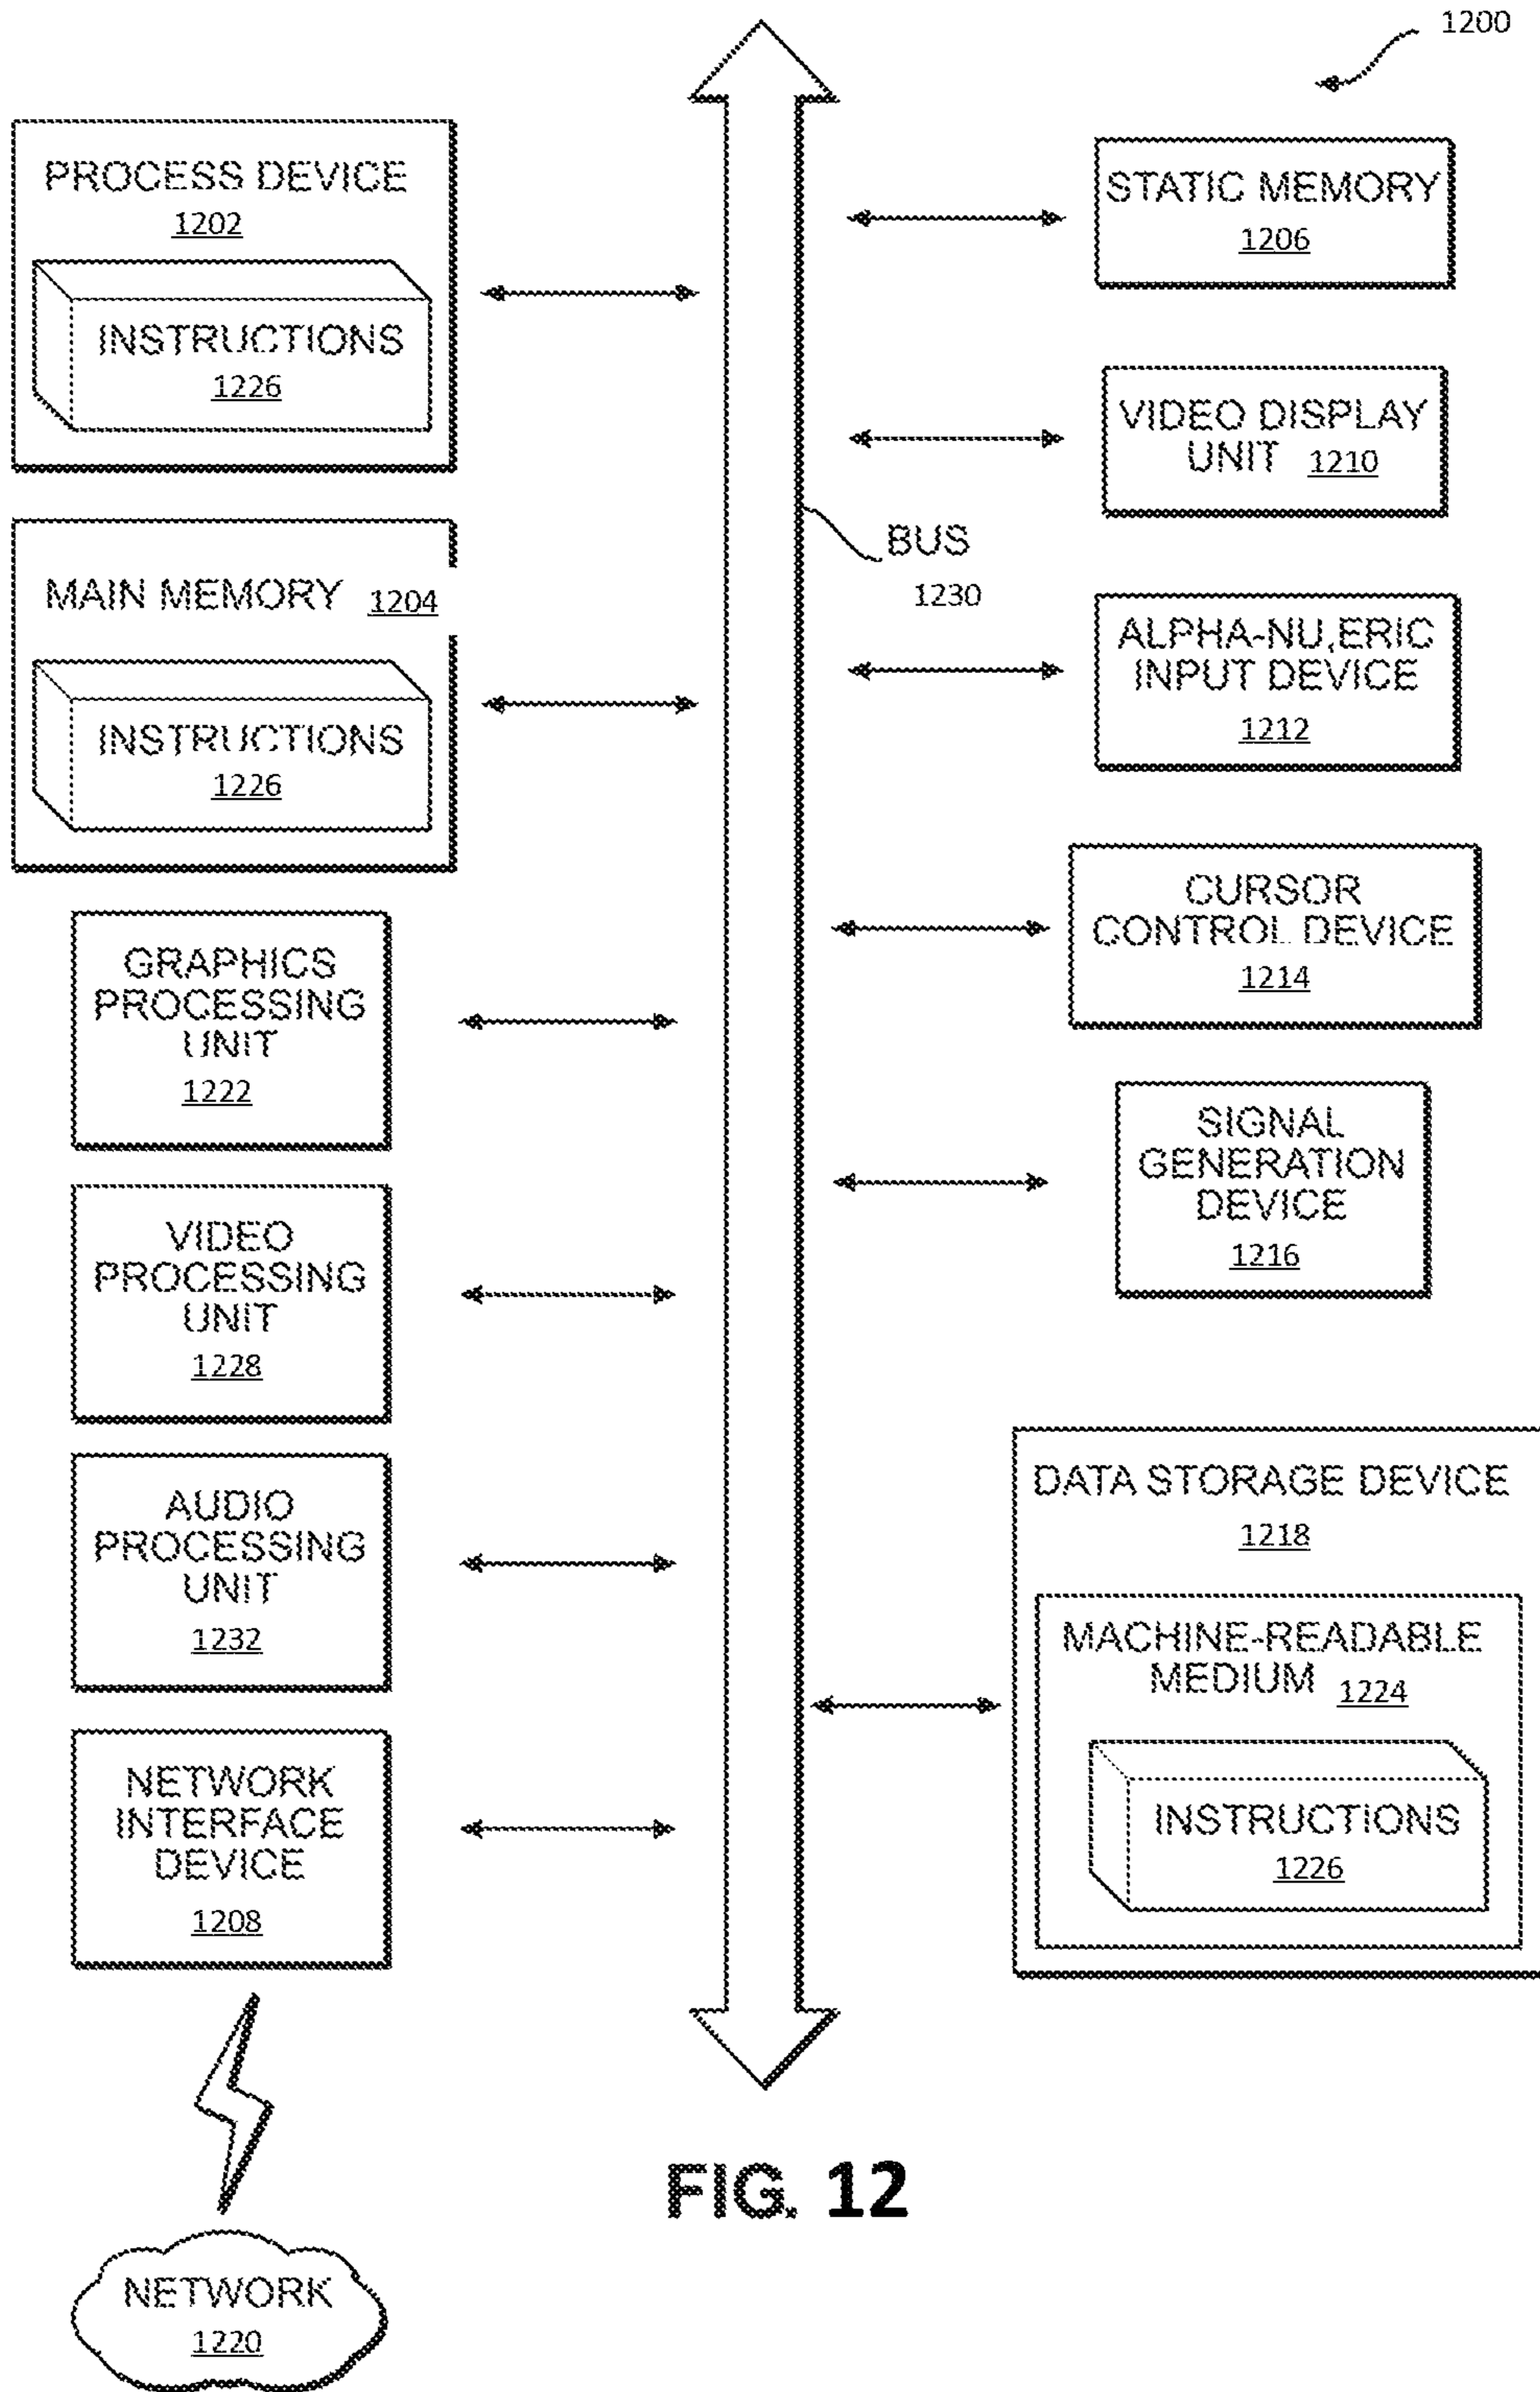 1200
PROCESS DEVICE
1202
INSTRUCTIONS
1226
MAIN MEMORY 1204
INSTRUCTIONS
1226
GRAPHICS
PROCESSING
UNIT
1222
VIDEO
PROCESSING
UNIT
1228
AUDIO
PROCESSING
UNIT
1232
NETWORK
INTERFACE
DEVICE
1208
NETWORK
1220
BUS
1230
STATIC MEMORY
1206
VIDEO DISPLAY
UNIT 1210
ALPHA-NU,ERIC
INPUT DEVICE
1212
CURSOR
CONTROL DEVICE
1214
SIGNAL
GENERATION
DEVICE
1216
DATA STORAGE DEVICE
1218
MACHINE-READABLE
MEDIUM 1224
INSTRUCTIONS
1226
FIG. 12